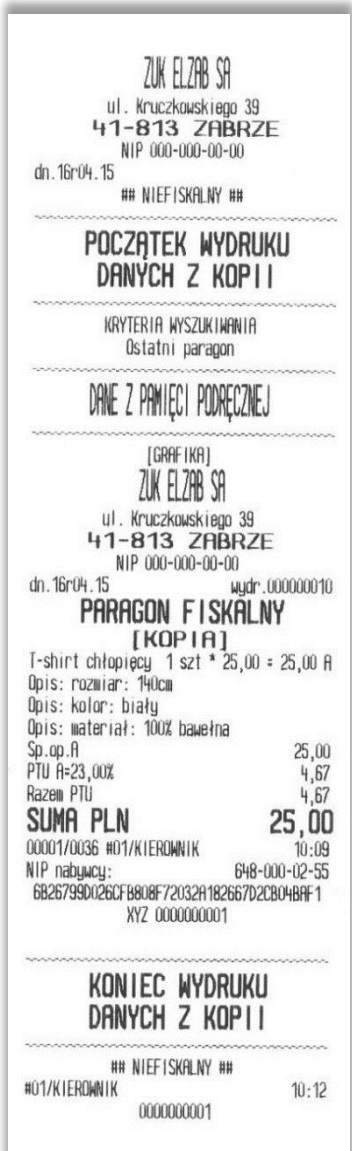 ZUK ELZAB SA
ul. Kruczkowskiego 39
41-813 ZABRZE
NIP 000-000-00-00
dn.16r04.15
## NIEFISKALNY ##
POCZĄTEK WYDRUKU
DANYCH Z KOPII
KRYTERIA WYSZUKIWANIA
Ostatni paragon
DANE Z PAMIĘCI PODRĘCZNEJ
[GRAFIKA]
ZUK ELZAB SA
ul. Kruczkowskiego 39
41-813 ZABRZE
NIP 000-000-00-00
dn.16r04.15 wydr.000000010
PARAGON FISKALNY
[KOPIA]
T-shirt chłopięcy 1 szt * 25,00 = 25,00 A
Opis: rozmiar: 140cm
Opis: kolor: biały
Opis: materiał: 100% bawełna
Sp.op.A 25,00
PTU A=23,00% 4,67
Razem PTU 4,67
SUMA PLN 25,00
00001/0036 #01/KIEROWNIK 10:09
NIP nabywcy: 648-000-02-55
6B26799D026CFB808F72032A182667D2CB04BAF1
XYZ 0000000001
KONIEC WYDRUKU
DANYCH Z KOPII
## NIEFISKALNY ##
#01/KIEROWNIK 10:12
0000000001